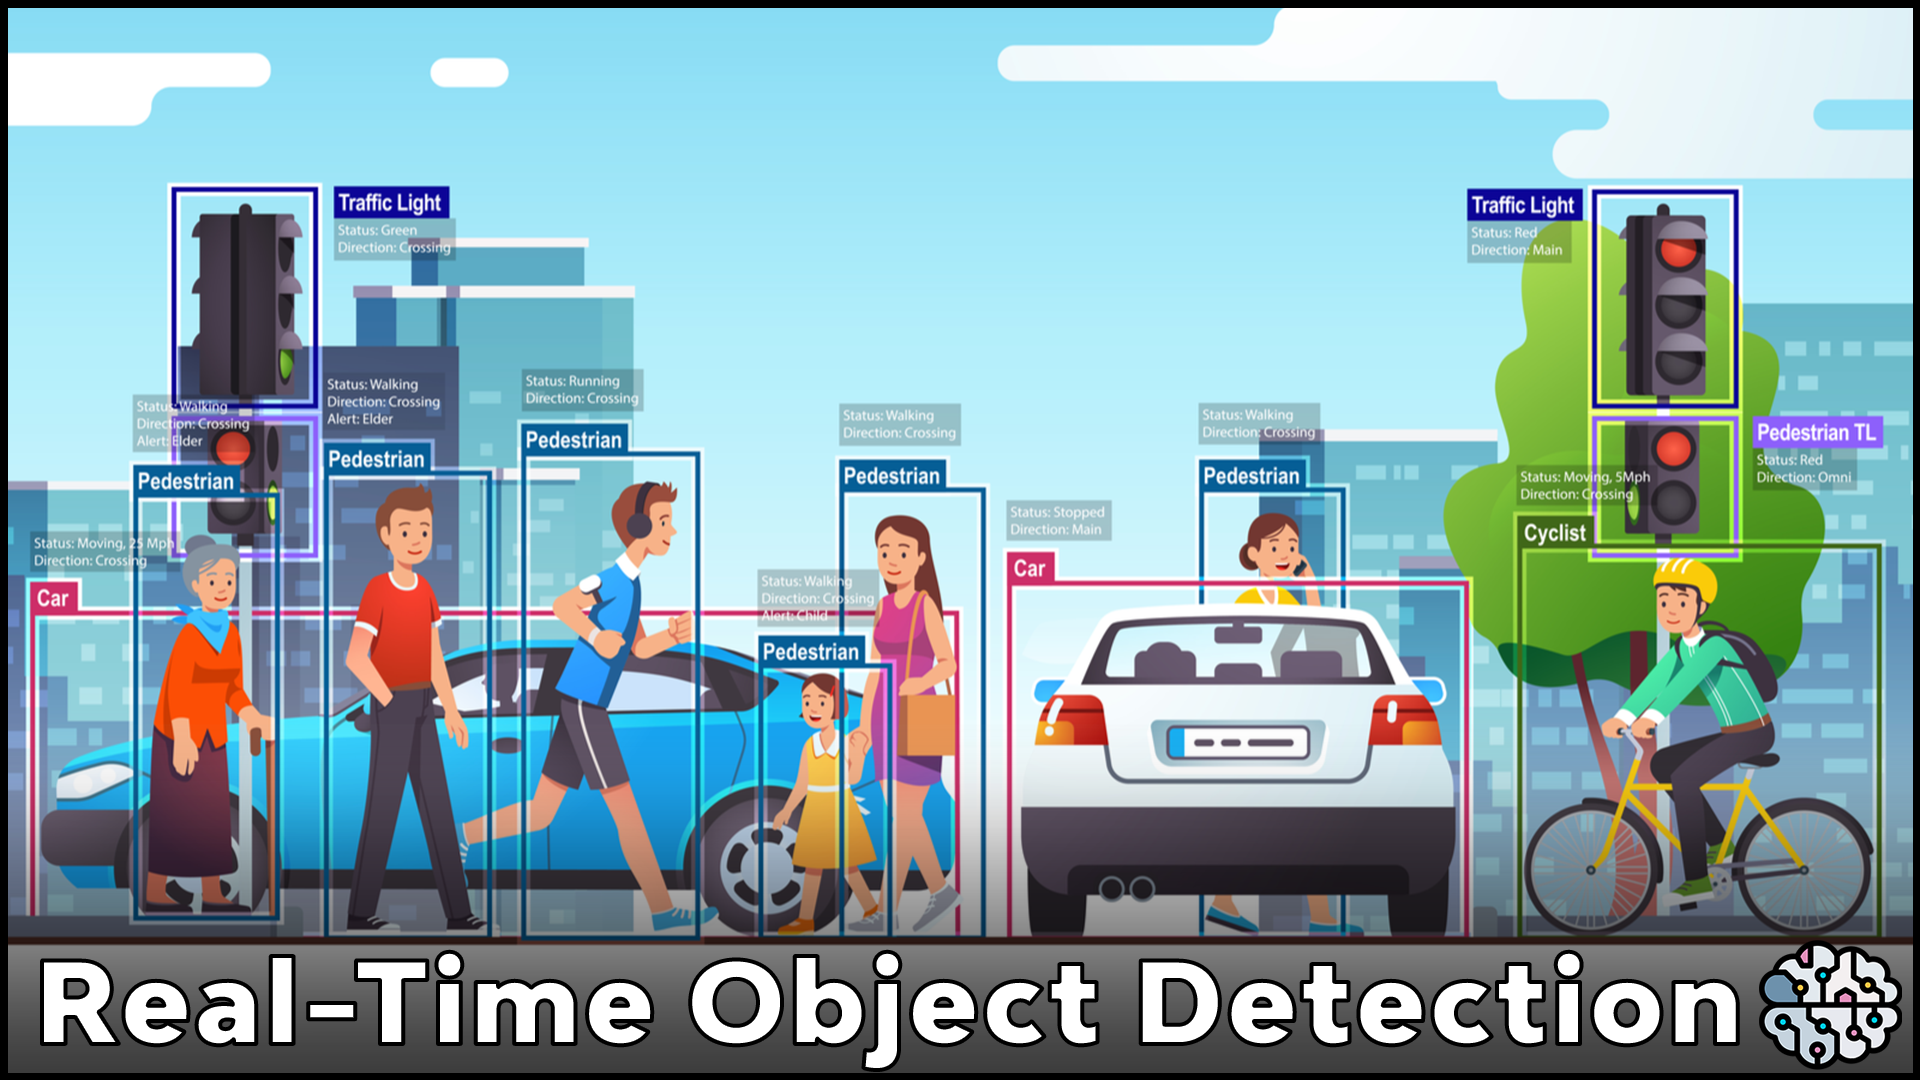 Traffic Light
Status: Green
Direction: Crossing
Traffic Light
Status: Red
Direction: Main
Status: Walking
Direction: Crossing
Alert: Elder
Pedestrian
Status: Walking
Direction: Crossing
Alert: Elder
Pedestrian
Status: Running
Direction: Crossing
Pedestrian
Status: Walking
Direction: Crossing
Pedestrian
Status: Walking
Direction: Crossing
Pedestrian
Pedestrian TL
Status: Red
Direction: Omni
Status: Moving, 5Mph
Direction: Crossing
Cyclist
Status: Stopped
Direction: Main
Car
Status: Moving, 25 Mph
Direction: Crossing
Car
Status: Walking
Direction: Crossing
Alert: Child
Pedestrian
Real-Time Object Detection